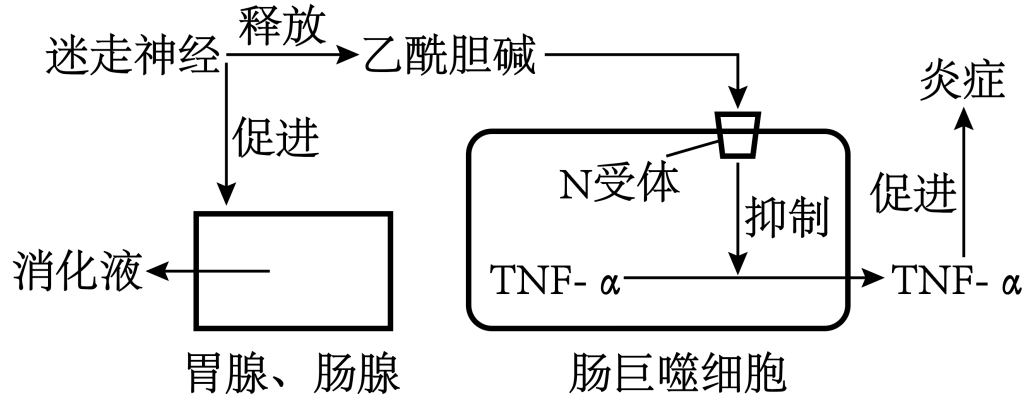 释放
迷走神经
乙酰胆碱
炎症
促进
N受体
促进
抑制
消化液
TNF-α
TNF-α
胃腺、肠腺
肠巨噬细胞